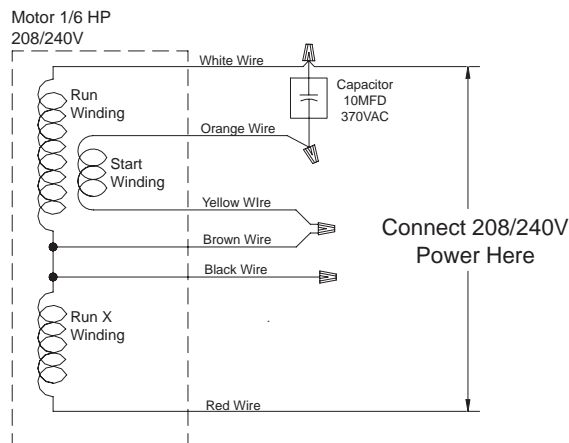 Motor 1/6 HP
208/240V
White Wire
Run
Winding
Capacitor
10MFD
370VAC
Orange Wire
Start
Winding
Yellow WIre
Connect 208/240V
Power Here
Brown Wire
Black Wire
Run X
Winding
Red Wire